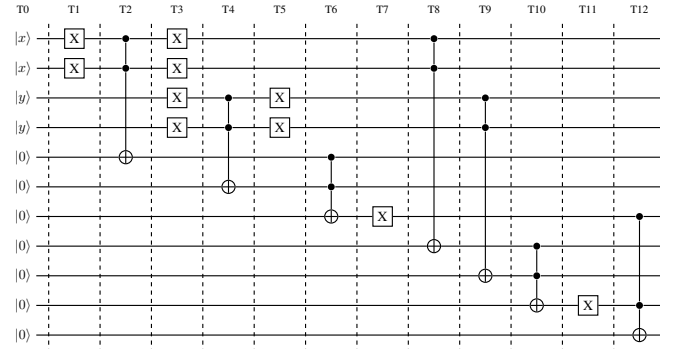 T0 T1 T2 T3 T4 T5 T6 T7 T8 T9 T10 T11 T12
|x⟩ X X
|x⟩ X X
|y⟩ X X
|y⟩ X X
|0⟩
|0⟩
|0⟩ X
|0⟩
|0⟩
|0⟩ X
|0⟩